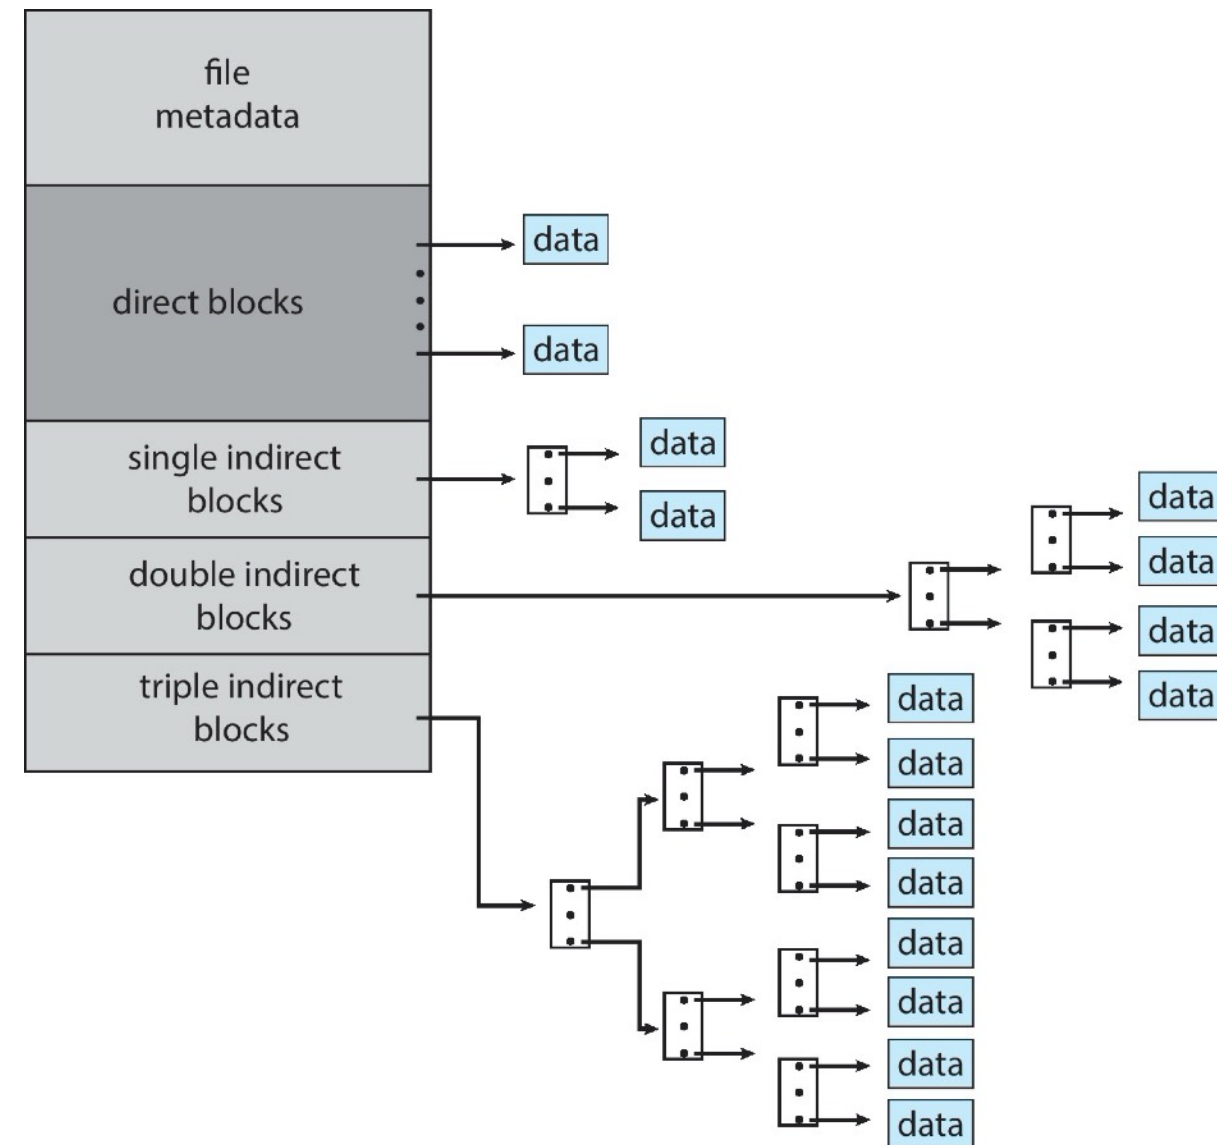 file
metadata
direct blocks
data
data
single indirect
blocks
data
data
double indirect
blocks
data
data
data
data
triple indirect
blocks
data
data
data
data
data
data
data
data